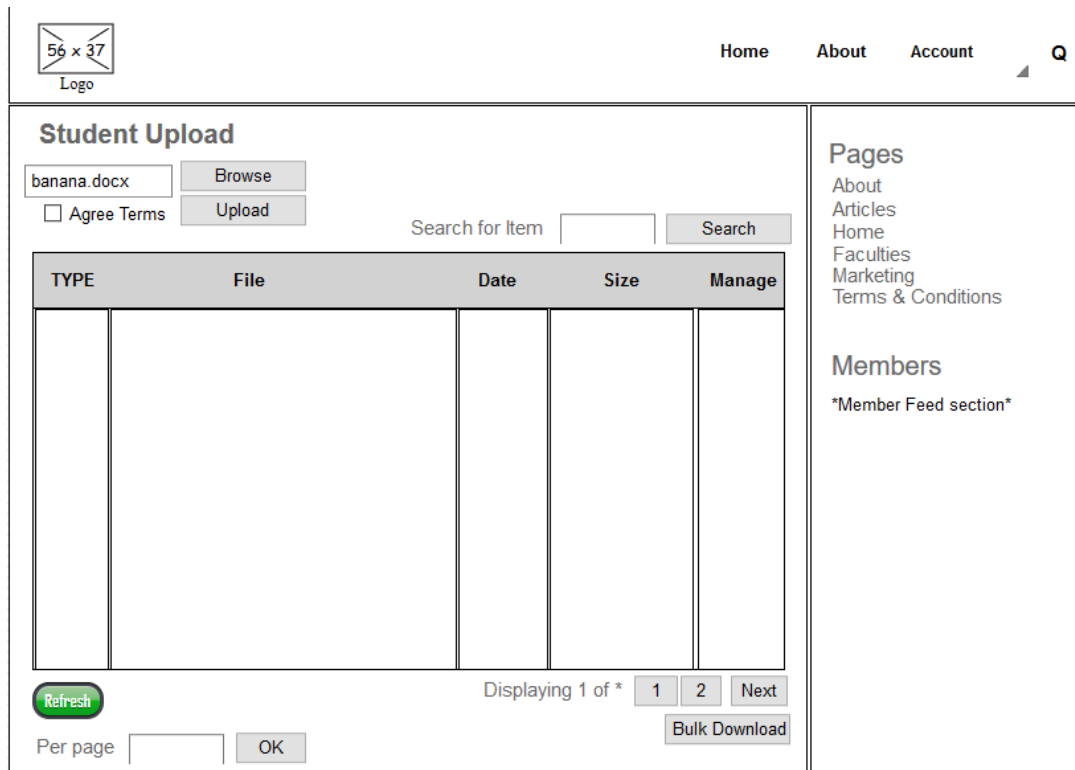 56 x 37
Logo
Home About Account Q
Student Upload
banana.docx Browse
Agree Terms Upload
Search for Item Search
TYPE File Date Size Manage
Refresh
Displaying 1 of * 1 2 Next
Bulk Download
Per page OK
Pages
About
Articles
Home
Faculties
Marketing
Terms & Conditions
Members
*Member Feed section*